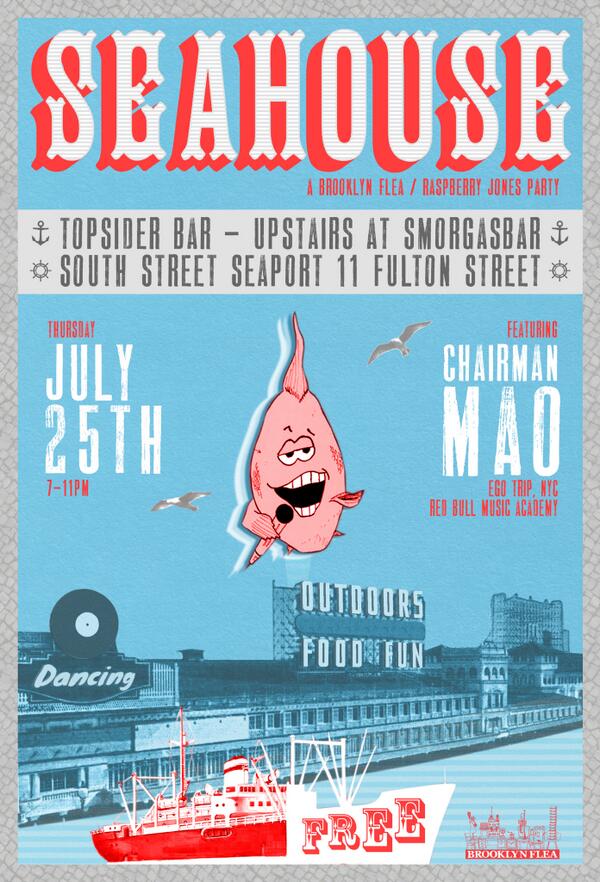 SEAHOUSE
A BROOKLYN FLEA / RASPBERRY JONES PARTY
TOPSIDER BAR – UPSTAIRS AT SMORGASBAR
SOUTH STREET SEAPORT 11 FULTON STREET
THURSDAY
JULY
25TH
7–11PM
FEATURING
CHAIRMAN
MAO
EGO TRIP, NYC
RED BULL MUSIC ACADEMY
OUTDOORS
FOOD FUN
Dancing
FREE
BROOKLYN FLEA